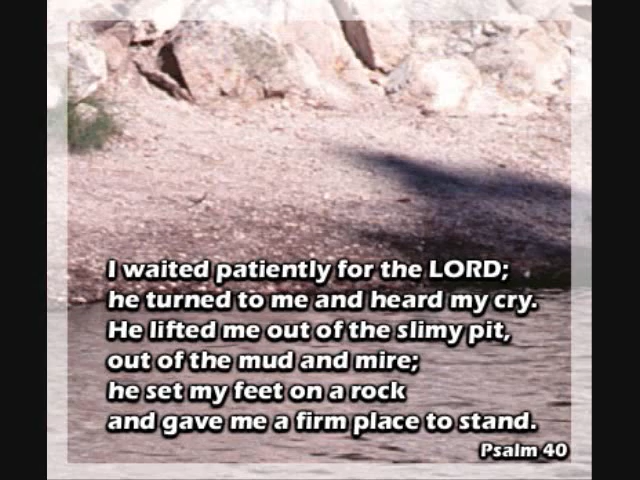 I waited patiently for the LORD;
he turned to me and heard my cry.
He lifted me out of the slimy pit,
out of the mud and mire;
he set my feet on a rock
and gave me a firm place to stand.
Psalm 40